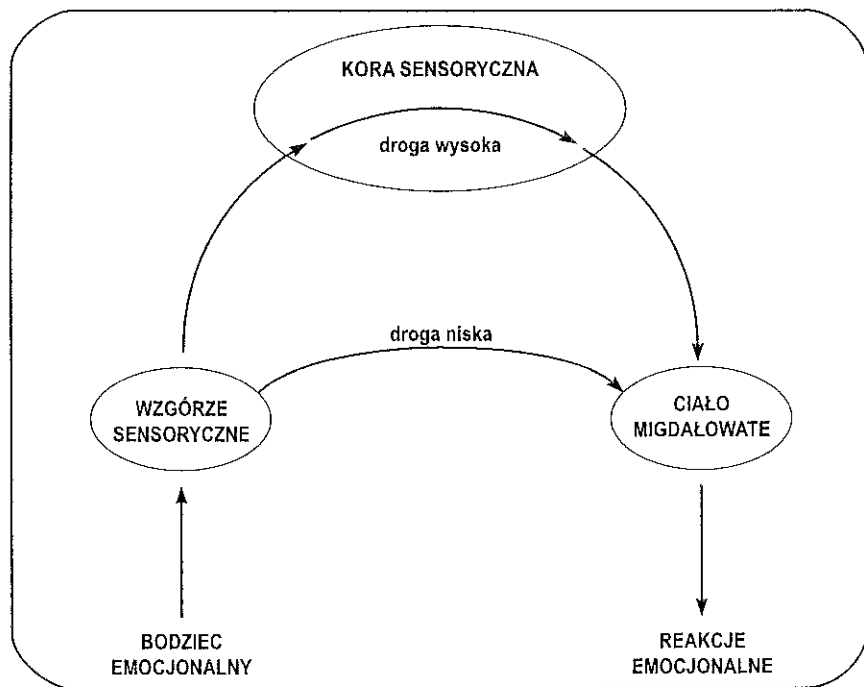 KORA SENSORYCZNA
droga wysoka
droga niska
WZGÓRZE
SENSORYCZNE
CIAŁO
MIGDAŁOWATE
BODZIEC
EMOCJONALNY
REAKCJE
EMOCJONALNE